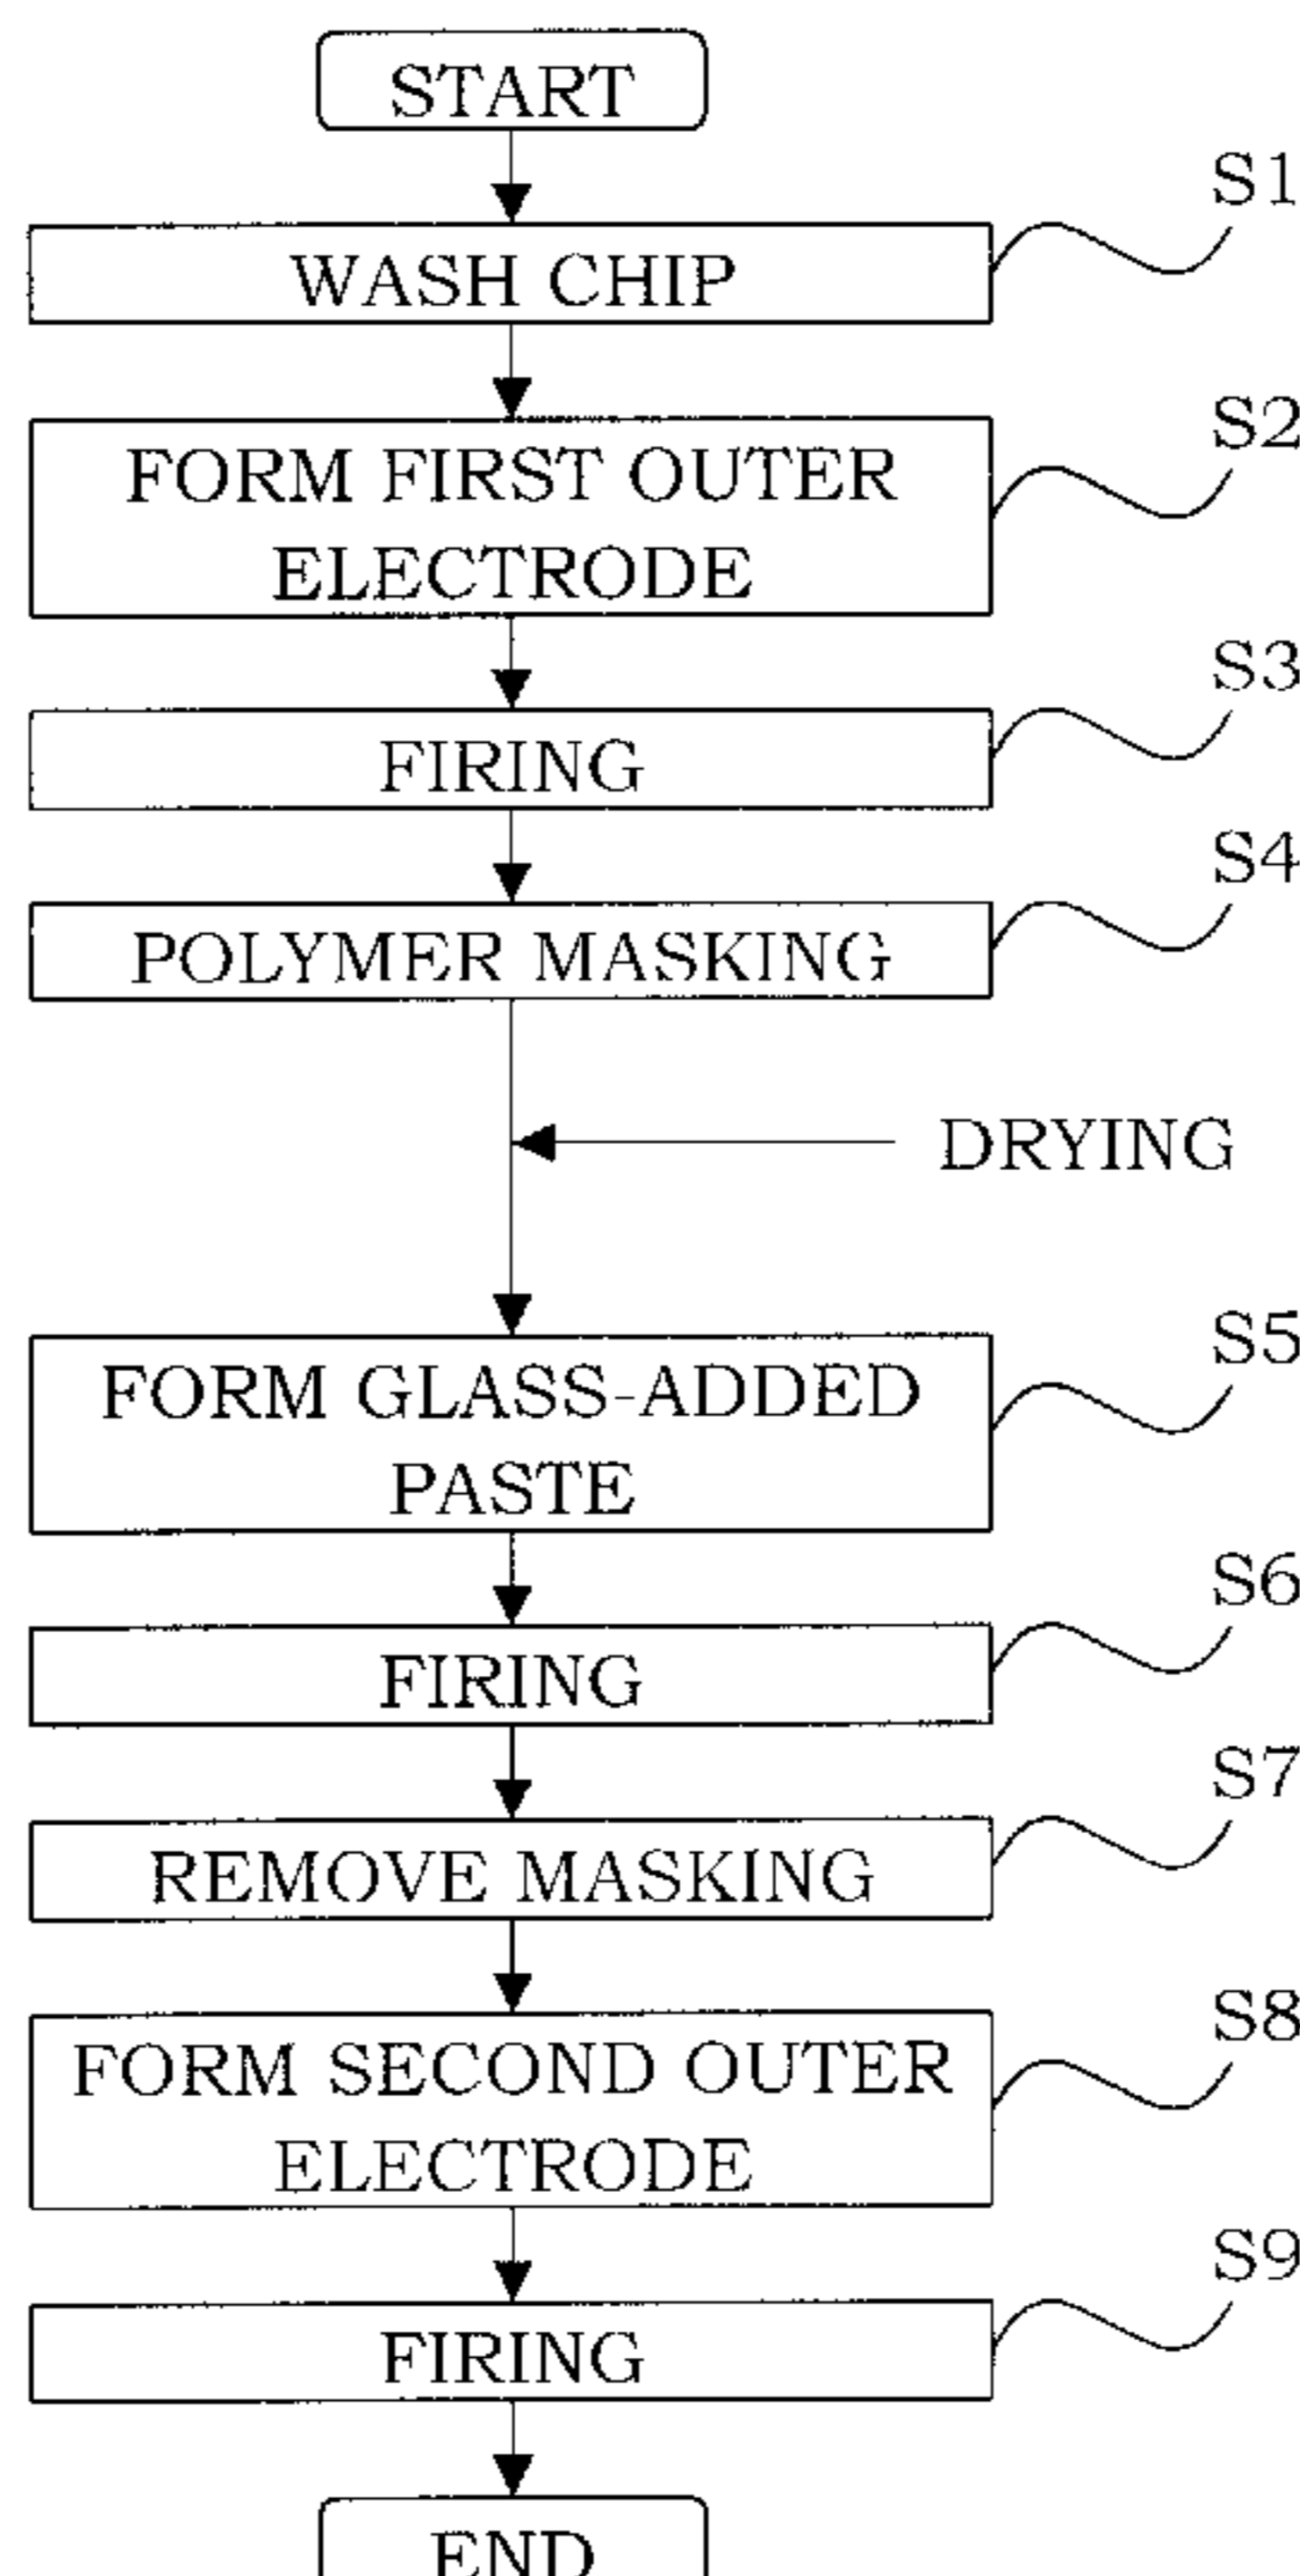 START
S1
WASH CHIP
S2
FORM FIRST OUTER
ELECTRODE
S3
FIRING
S4
POLYMER MASKING
DRYING
S5
FORM GLASS-ADDED
PASTE
S6
FIRING
S7
REMOVE MASKING
S8
FORM SECOND OUTER
ELECTRODE
S9
FIRING
END